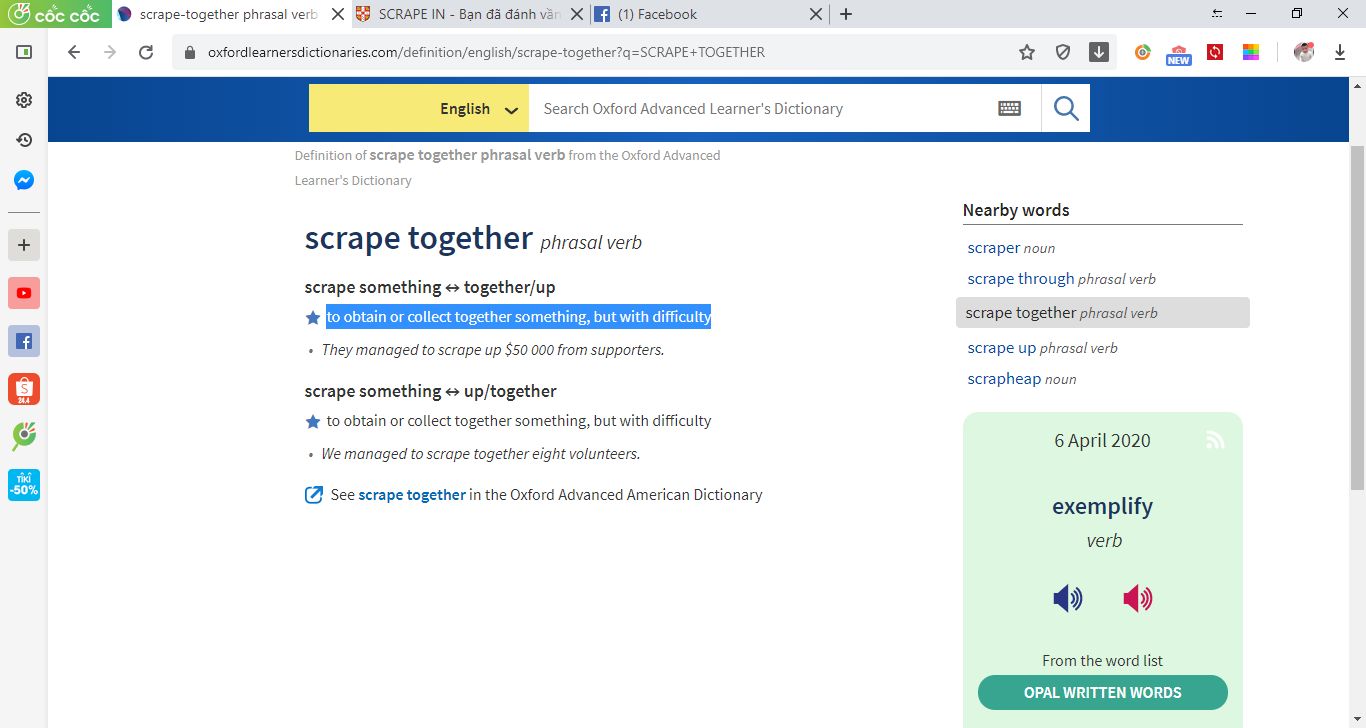 cốc cốc
scrape-together phrasal verb
SCRAPE IN - Bạn đã đánh vần
(1) Facebook
oxfordlearnersdictionaries.com/definition/english/scrape-together?q=SCRAPE+TOGETHER
NEW
English
Search Oxford Advanced Learner's Dictionary
Definition of scrape together phrasal verb from the Oxford Advanced
Learner's Dictionary
scrape together phrasal verb
scrape something ↔ together/up
to obtain or collect together something, but with difficulty
• They managed to scrape up $50 000 from supporters.
scrape something ↔ up/together
to obtain or collect together something, but with difficulty
• We managed to scrape together eight volunteers.
See scrape together in the Oxford Advanced American Dictionary
Nearby words
scraper noun
scrape through phrasal verb
scrape together phrasal verb
scrape up phrasal verb
scrapheap noun
6 April 2020
exemplify
verb
From the word list
OPAL WRITTEN WORDS
S
24.4
TIKI
-50%